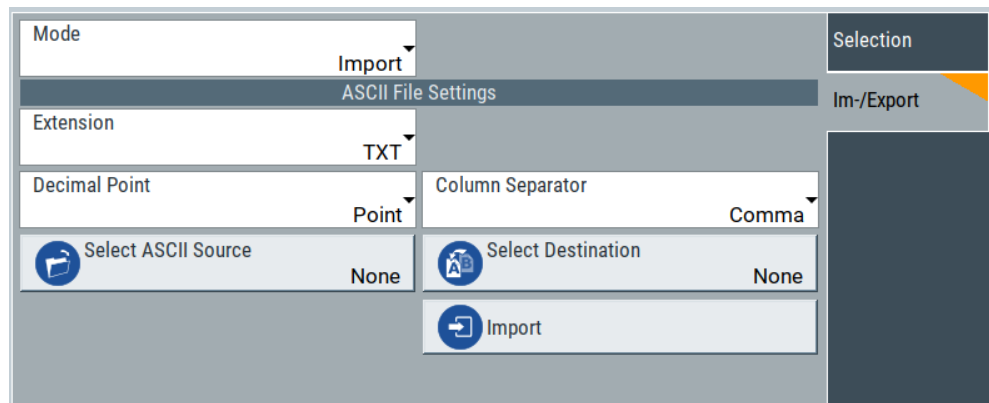 Mode
Import
Selection
ASCII File Settings
Im-/Export
Extension
TXT
Decimal Point
Point
Column Separator
Comma
Select ASCII Source
None
Select Destination
None
Import